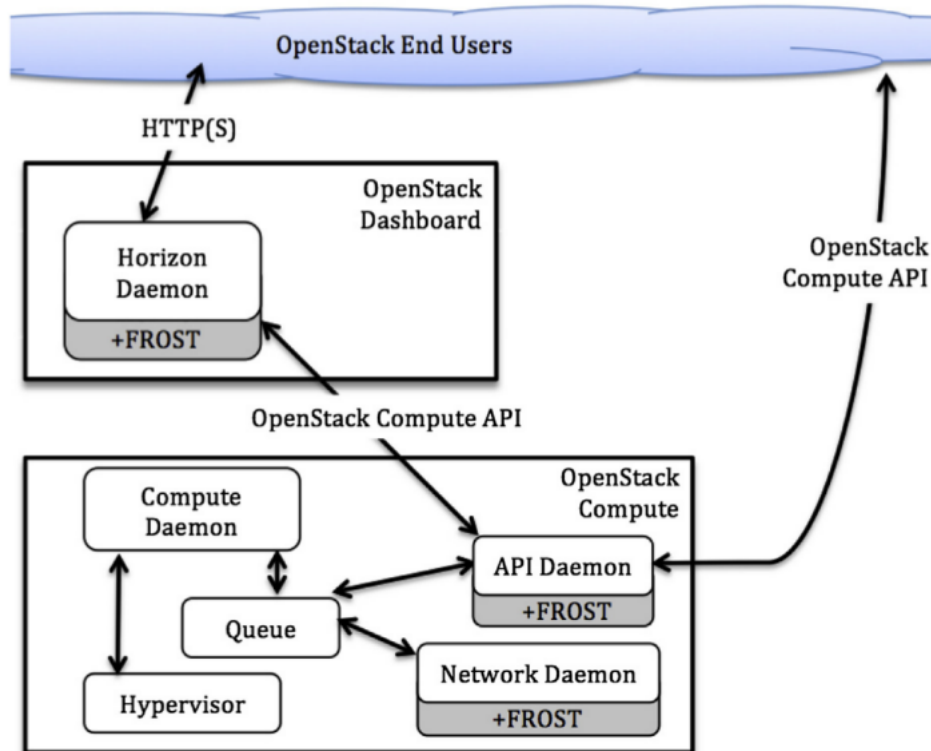 OpenStack End Users
HTTP(S)
OpenStack
Dashboard
Horizon
Daemon
+FROST
OpenStack
Compute API
OpenStack Compute API
OpenStack
Compute
Compute
Daemon
API Daemon
+FROST
Queue
Network Daemon
+FROST
Hypervisor